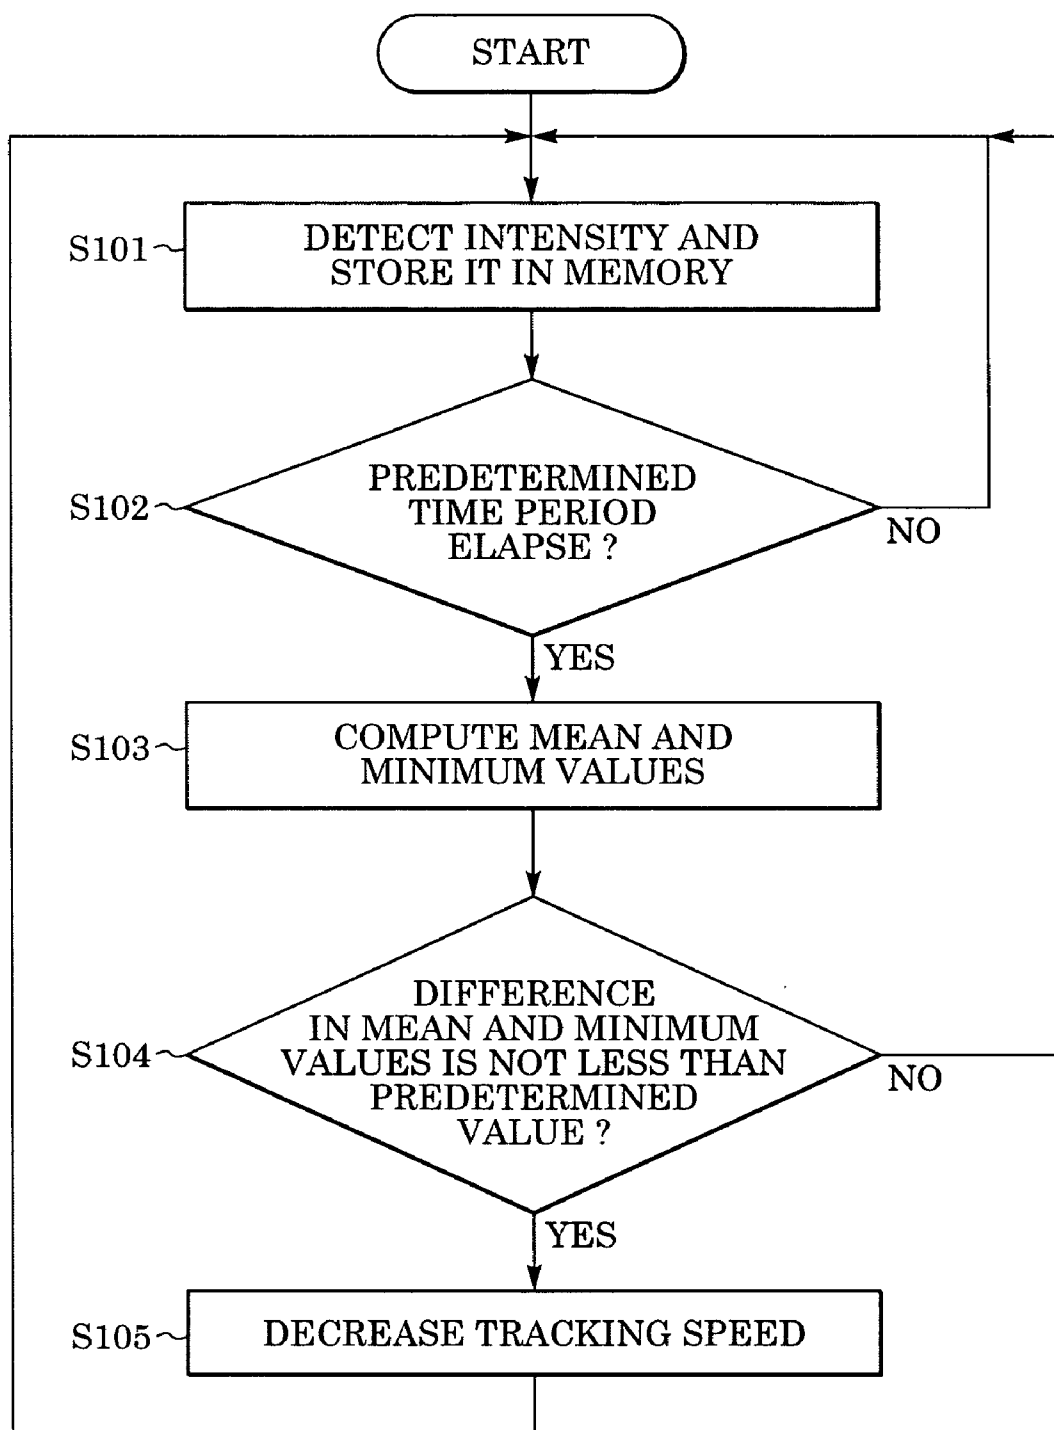 START
S101
DETECT INTENSITY AND
STORE IT IN MEMORY
S102
PREDETERMINED
TIME PERIOD
ELAPSE ?
NO
YES
S103
COMPUTE MEAN AND
MINIMUM VALUES
S104
DIFFERENCE
IN MEAN AND MINIMUM
VALUES IS NOT LESS THAN
PREDETERMINED
VALUE ?
NO
YES
S105
DECREASE TRACKING SPEED